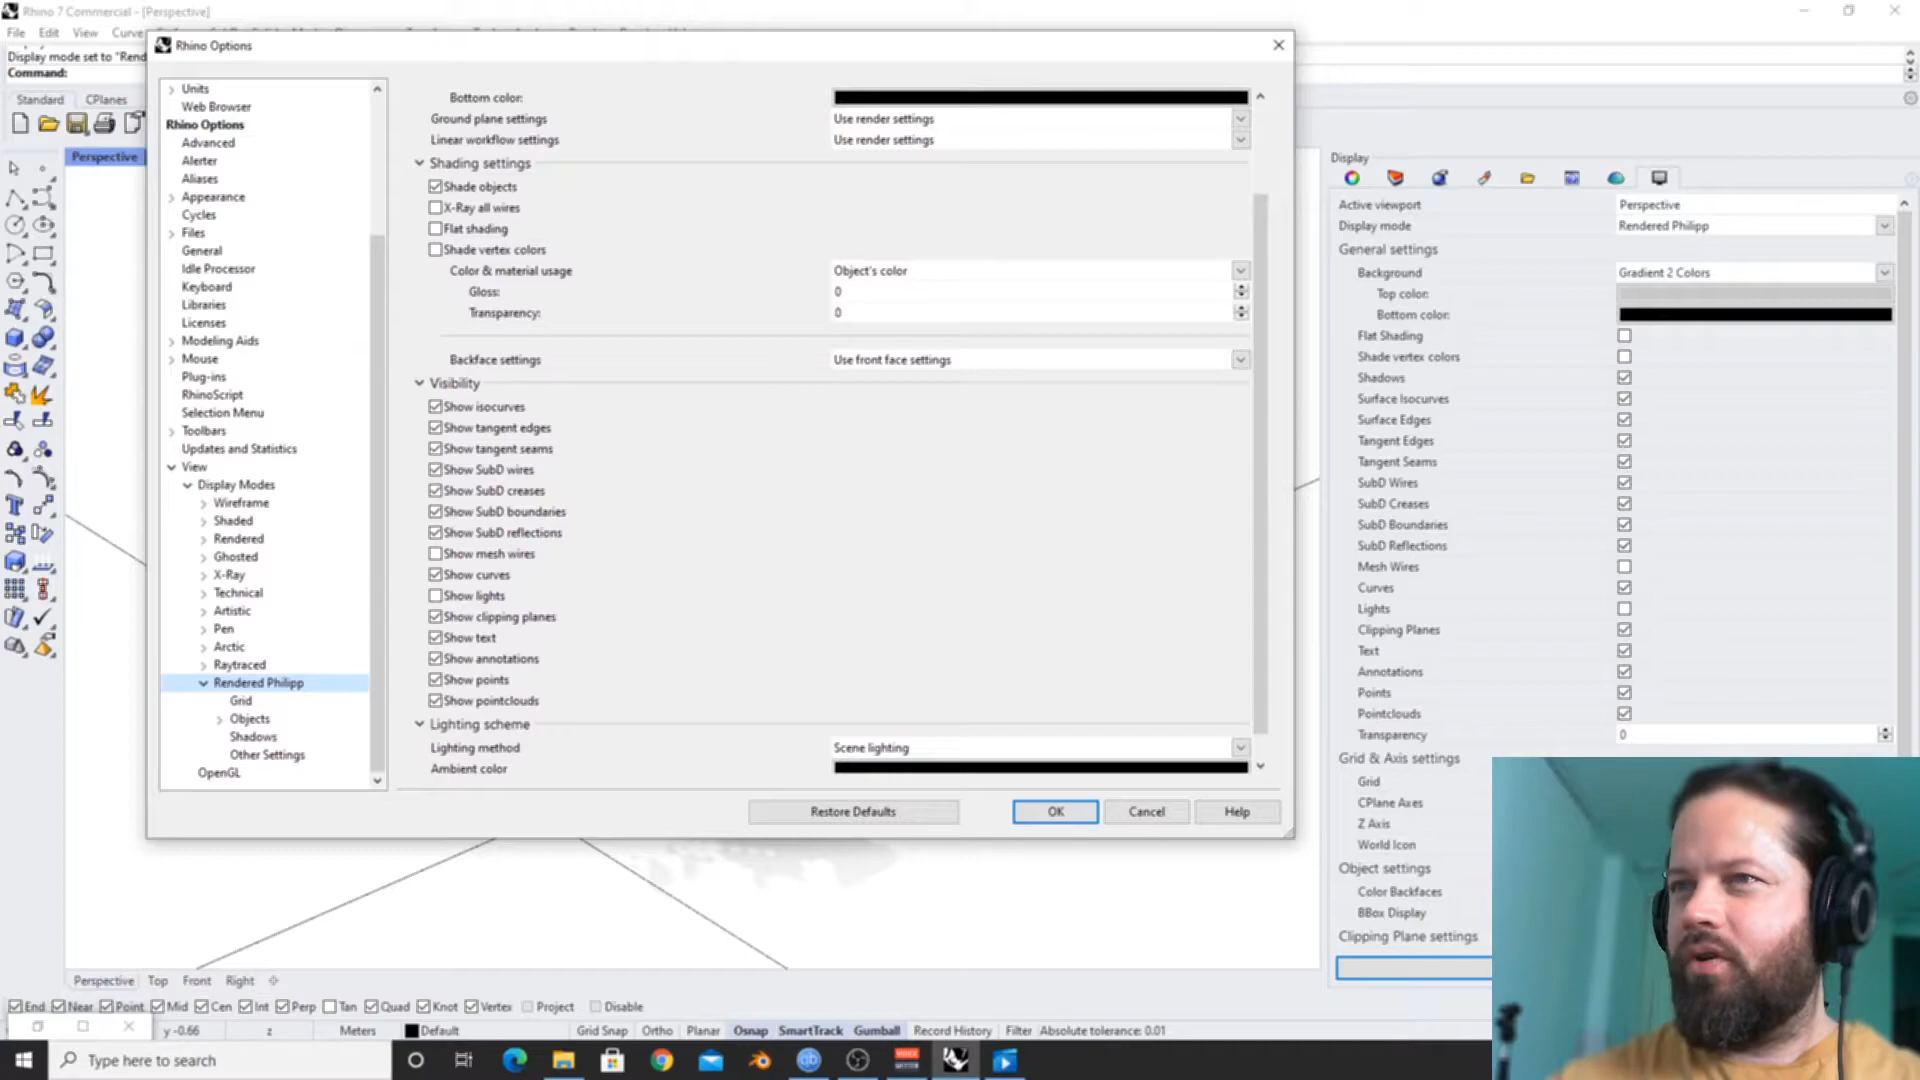 Rhino 7 Commercial - [Perspective]
File Edit View Curve
Display mode set to "Rend
Command:
Standard CPlanes
Perspective
Rhino Options
Units
Web Browser
Rhino Options
Advanced
Alerter
Aliases
Appearance
Cycles
Files
General
Idle Processor
Keyboard
Libraries
Licenses
Modeling Aids
Mouse
Plug-ins
RhinoScript
Selection Menu
Toolbars
Updates and Statistics
View
Display Modes
Wireframe
Shaded
Rendered
Ghosted
X-Ray
Technical
Artistic
Pen
Arctic
Raytraced
Rendered Philipp
Grid
Objects
Shadows
Other Settings
OpenGL
Bottom color:
Ground plane settings Use render settings
Linear workflow settings Use render settings
Shading settings
Shade objects
X-Ray all wires
Flat shading
Shade vertex colors
Color & material usage Object's color
Gloss: 0
Transparency: 0
Backface settings Use front face settings
Visibility
Show isocurves
Show tangent edges
Show tangent seams
Show SubD wires
Show SubD creases
Show SubD boundaries
Show SubD reflections
Show mesh wires
Show curves
Show lights
Show clipping planes
Show text
Show annotations
Show points
Show pointclouds
Lighting scheme
Lighting method Scene lighting
Ambient color
Restore Defaults OK Cancel Help
Display
Active viewport Perspective
Display mode Rendered Philipp
General settings
Background Gradient 2 Colors
Top color:
Bottom color:
Flat Shading
Shade vertex colors
Shadows
Surface Isocurves
Surface Edges
Tangent Edges
Tangent Seams
SubD Wires
SubD Creases
SubD Boundaries
SubD Reflections
Mesh Wires
Curves
Lights
Clipping Planes
Text
Annotations
Points
Pointclouds
Transparency 0
Grid & Axis settings
Grid
CPlane Axes
Z Axis
World Icon
Object settings
Color Backfaces
BBox Display
Clipping Plane settings
Perspective Top Front Right
End Near Point Mid Cen Int Perp Tan Quad Knot Vertex Project Disable
y -0.66 z Meters Default Grid Snap Ortho Planar Osnap SmartTrack Gumball Record History Filter Absolute tolerance: 0.01
Type here to search